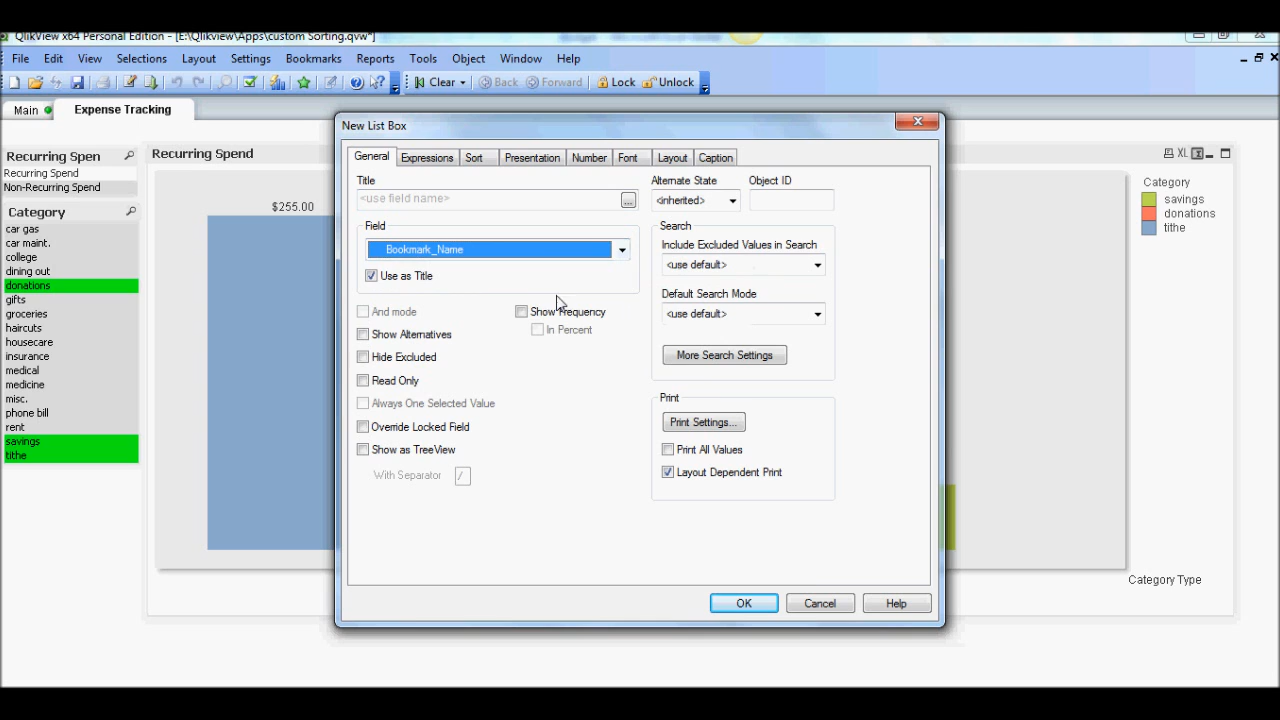 QlikView x64 Personal Edition - [E:\Qlikview\Apps\custom Sorting.qvw*]
File Edit View Selections Layout Settings Bookmarks Reports Tools Object Window Help
Clear Back Forward Lock Unlock
Main Expense Tracking
Recurring Spen
Recurring Spend
Non-Recurring Spend
Category
car gas
car maint.
college
dining out
donations
gifts
groceries
haircuts
housecare
insurance
medical
medicine
misc.
phone bill
rent
savings
tithe
Recurring Spend
XL
$255.00
Category
savings
donations
tithe
Category Type
New List Box
General Expressions Sort Presentation Number Font Layout Caption
Title
<use field name>
...
Alternate State
<inherited>
Object ID
Field
Bookmark_Name
Use as Title
And mode
Show Alternatives
Hide Excluded
Read Only
Always One Selected Value
Override Locked Field
Show as TreeView
With Separator /
Show Frequency
In Percent
Search
Include Excluded Values in Search
<use default>
Default Search Mode
<use default>
More Search Settings
Print
Print Settings...
Print All Values
Layout Dependent Print
OK Cancel Help